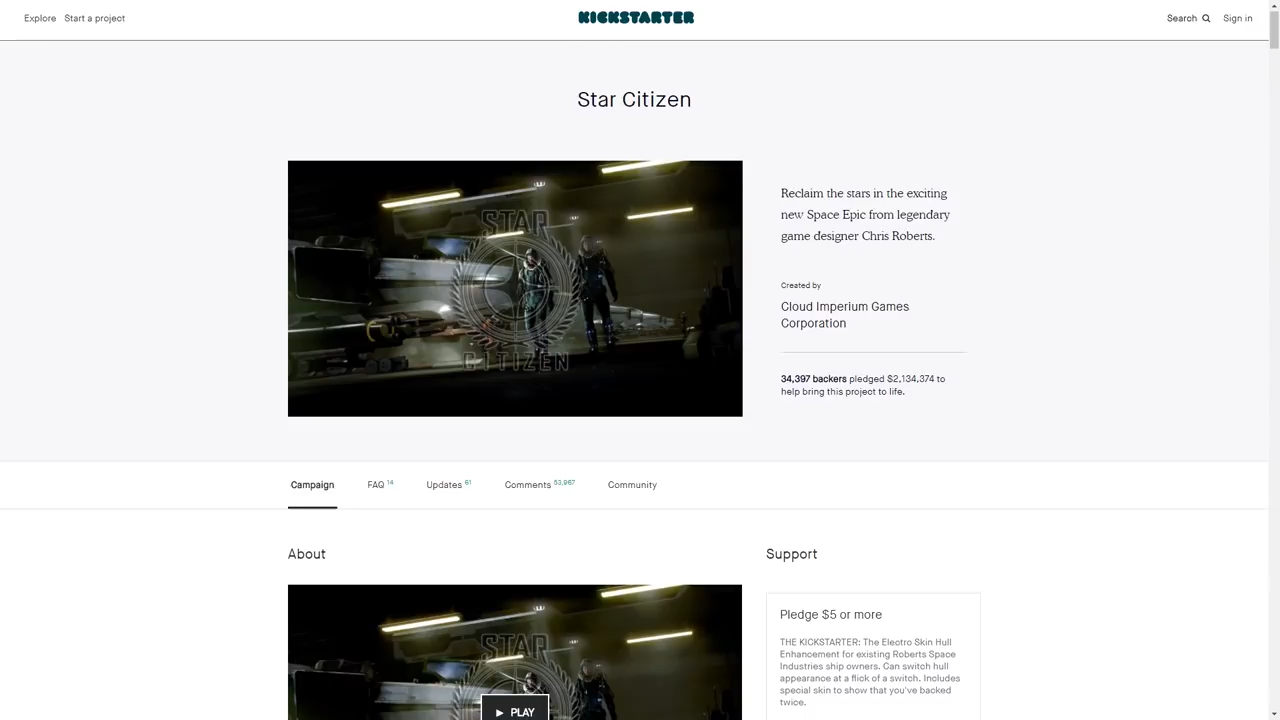 Explore Start a project KICKSTARTER Search Sign in
Star Citizen
STAR
CITIZEN
Reclaim the stars in the exciting
new Space Epic from legendary
game designer Chris Roberts.
Created by
Cloud Imperium Games
Corporation
34,397 backers pledged $2,134,374 to
help bring this project to life.
Campaign FAQ 14 Updates 61 Comments 53,967 Community
About
STAR
PLAY
Support
Pledge $5 or more
THE KICKSTARTER: The Electro Skin Hull
Enhancement for existing Roberts Space
Industries ship owners. Can switch hull
appearance at a flick of a switch. Includes
special skin to show that you've backed
twice.